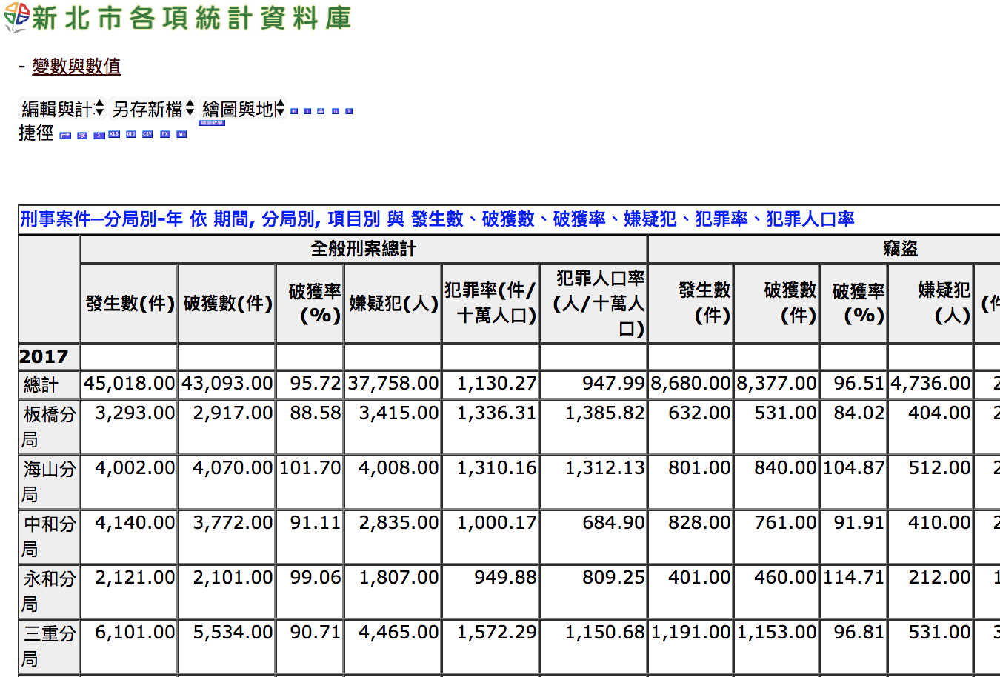 新北市各項統計資料庫
- 變數與數值
編輯與計 另存新檔 繪圖與地
繪圖教學
捷徑 XLS DIS CSV PX
刑事案件─分局別-年 依 期間, 分局別, 項目別 與 發生數、破獲數、破獲率、嫌疑犯、犯罪率、犯罪人口率
全般刑案總計 竊盜
發生數(件) 破獲數(件) 破獲率(%) 嫌疑犯(人) 犯罪率(件/十萬人口) 犯罪人口率(人/十萬人口) 發生數(件) 破獲數(件) 破獲率(%) 嫌疑犯(人) (件
2017
總計 45,018.00 43,093.00 95.72 37,758.00 1,130.27 947.99 8,680.00 8,377.00 96.51 4,736.00 2
板橋分局 3,293.00 2,917.00 88.58 3,415.00 1,336.31 1,385.82 632.00 531.00 84.02 404.00 2
海山分局 4,002.00 4,070.00 101.70 4,008.00 1,310.16 1,312.13 801.00 840.00 104.87 512.00 2
中和分局 4,140.00 3,772.00 91.11 2,835.00 1,000.17 684.90 828.00 761.00 91.91 410.00 2
永和分局 2,121.00 2,101.00 99.06 1,807.00 949.88 809.25 401.00 460.00 114.71 212.00 1
三重分局 6,101.00 5,534.00 90.71 4,465.00 1,572.29 1,150.68 1,191.00 1,153.00 96.81 531.00 3